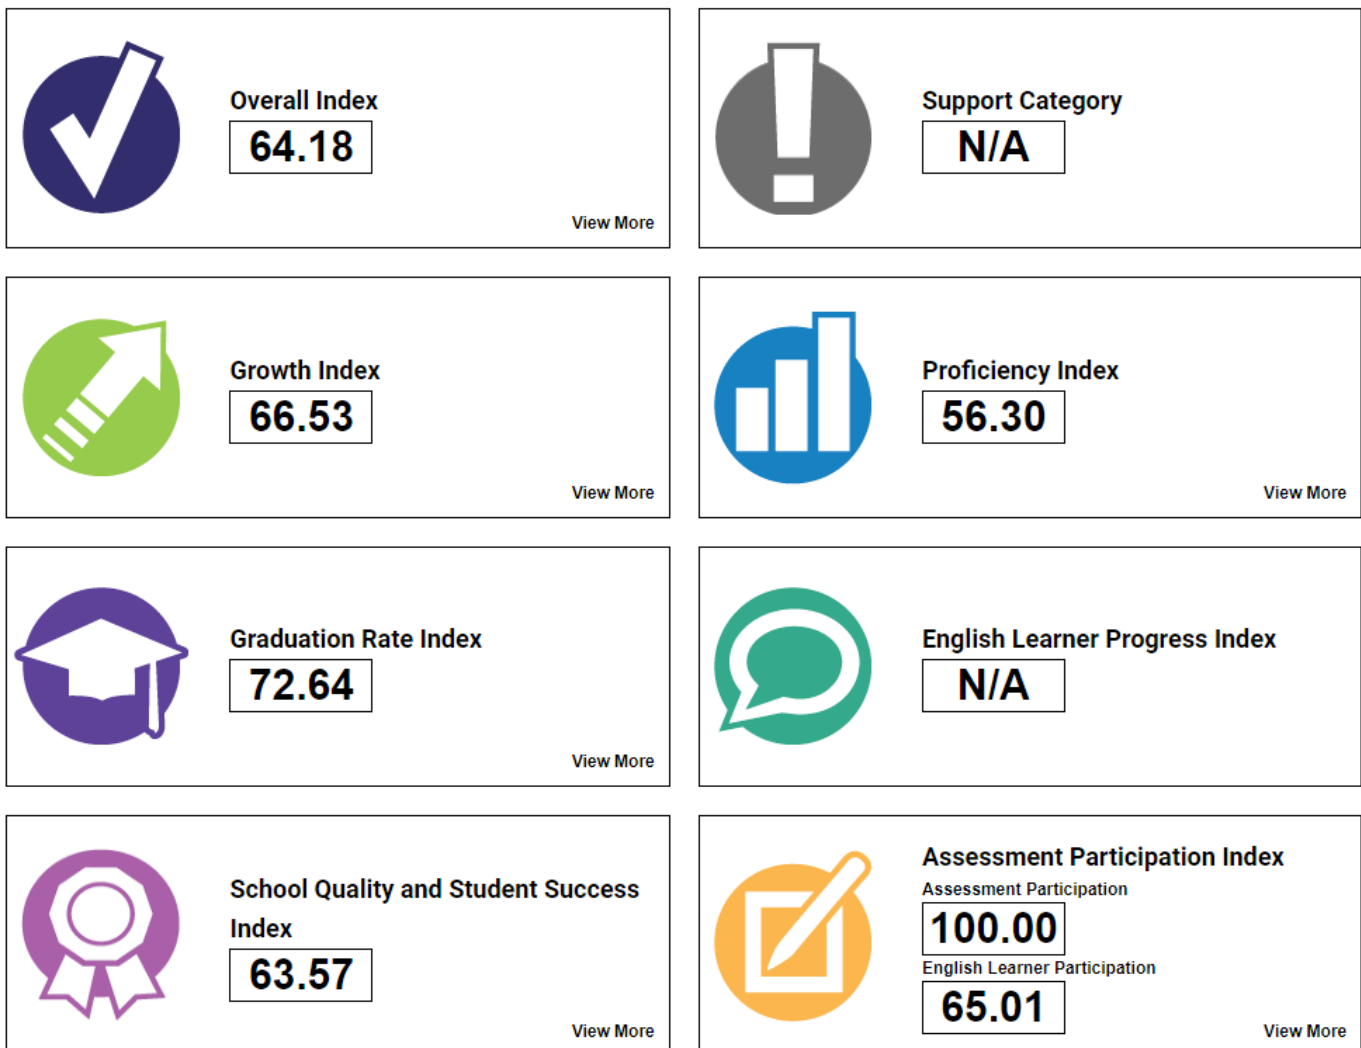 Overall Index
64.18
View More
Support Category
N/A
Growth Index
66.53
View More
Proficiency Index
56.30
View More
Graduation Rate Index
72.64
View More
English Learner Progress Index
N/A
School Quality and Student Success
Index
63.57
View More
Assessment Participation Index
Assessment Participation
100.00
English Learner Participation
65.01
View More